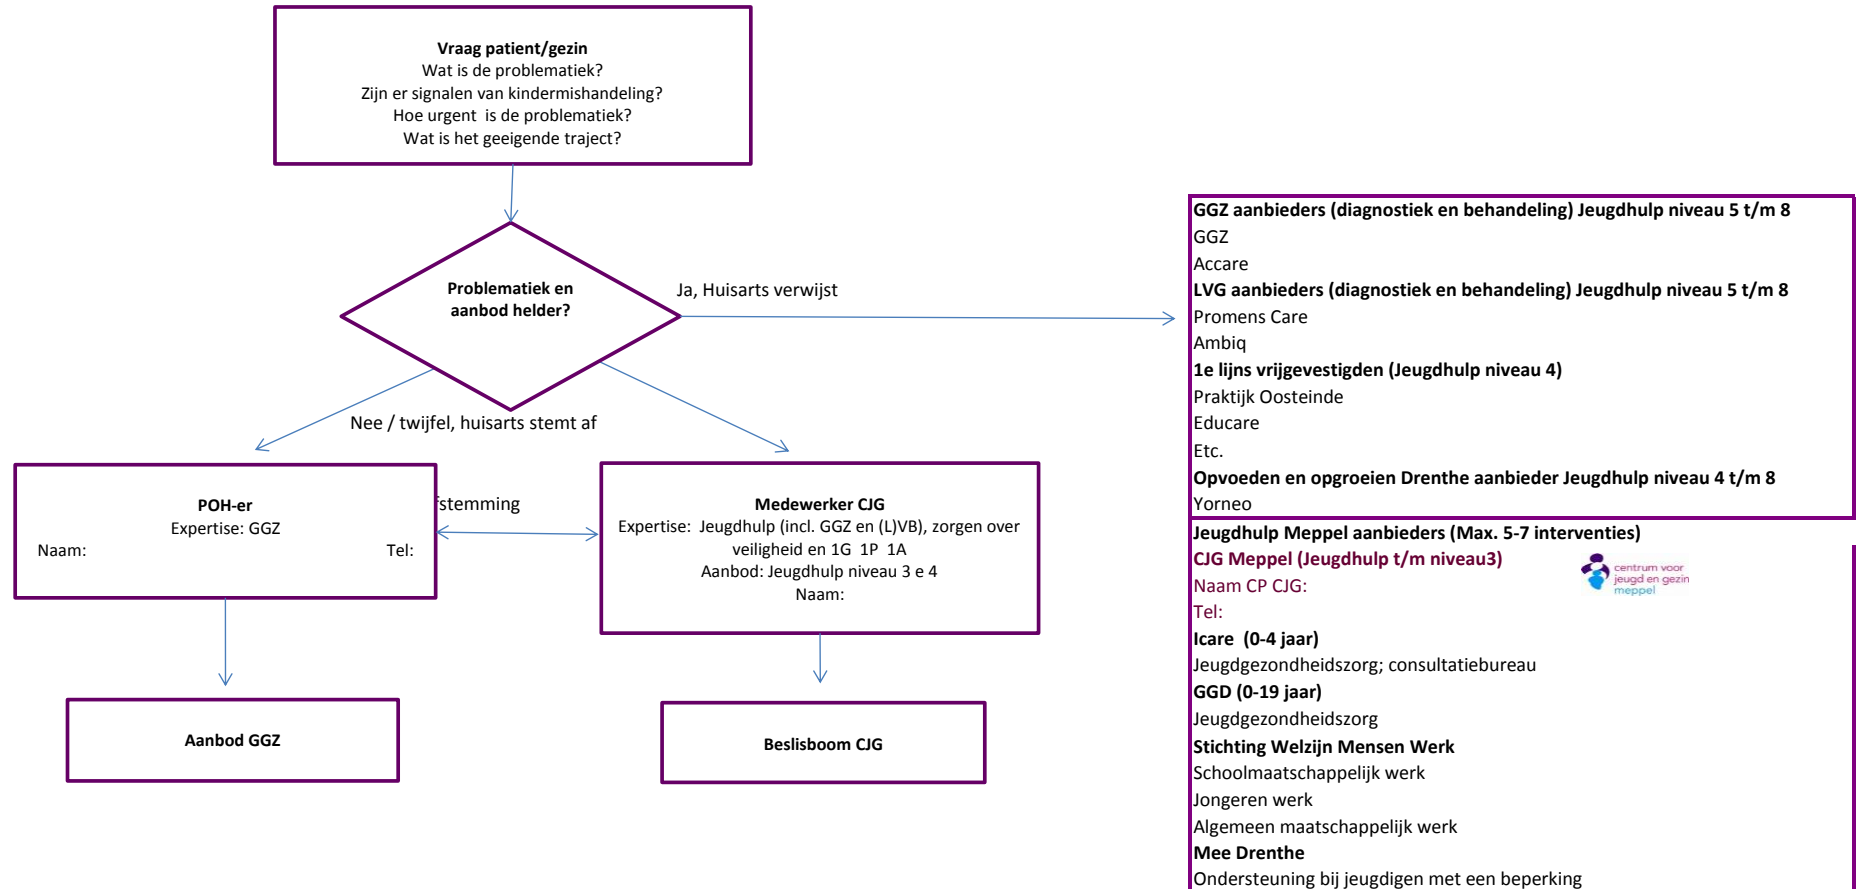 Vraag patient/gezin
Wat is de problematiek?
Zijn er signalen van kindermishandeling?
Hoe urgent  is de problematiek?
Wat is het geeigende traject?
Problematiek en
aanbod helder?
Ja, Huisarts verwijst
Nee / twijfel, huisarts stemt af
POH-er
Expertise: GGZ
Naam: Tel:
fstemming
Medewerker CJG
Expertise:  Jeugdhulp (incl. GGZ en (L)VB), zorgen over
veiligheid en 1G  1P  1A
Aanbod: Jeugdhulp niveau 3 e 4
Naam:
Aanbod GGZ
Beslisboom CJG
GGZ aanbieders (diagnostiek en behandeling) Jeugdhulp niveau 5 t/m 8
GGZ
Accare
LVG aanbieders (diagnostiek en behandeling) Jeugdhulp niveau 5 t/m 8
Promens Care
Ambiq
1e lijns vrijgevestigden (Jeugdhulp niveau 4)
Praktijk Oosteinde
Educare
Etc.
Opvoeden en opgroeien Drenthe aanbieder Jeugdhulp niveau 4 t/m 8
Yorneo
Jeugdhulp Meppel aanbieders (Max. 5-7 interventies)
CJG Meppel (Jeugdhulp t/m niveau3)
Naam CP CJG:
Tel:
centrum voor
jeugd en gezin
meppel
Icare  (0-4 jaar)
Jeugdgezondheidszorg; consultatiebureau
GGD (0-19 jaar)
Jeugdgezondheidszorg
Stichting Welzijn Mensen Werk
Schoolmaatschappelijk werk
Jongeren werk
Algemeen maatschappelijk werk
Mee Drenthe
Ondersteuning bij jeugdigen met een beperking